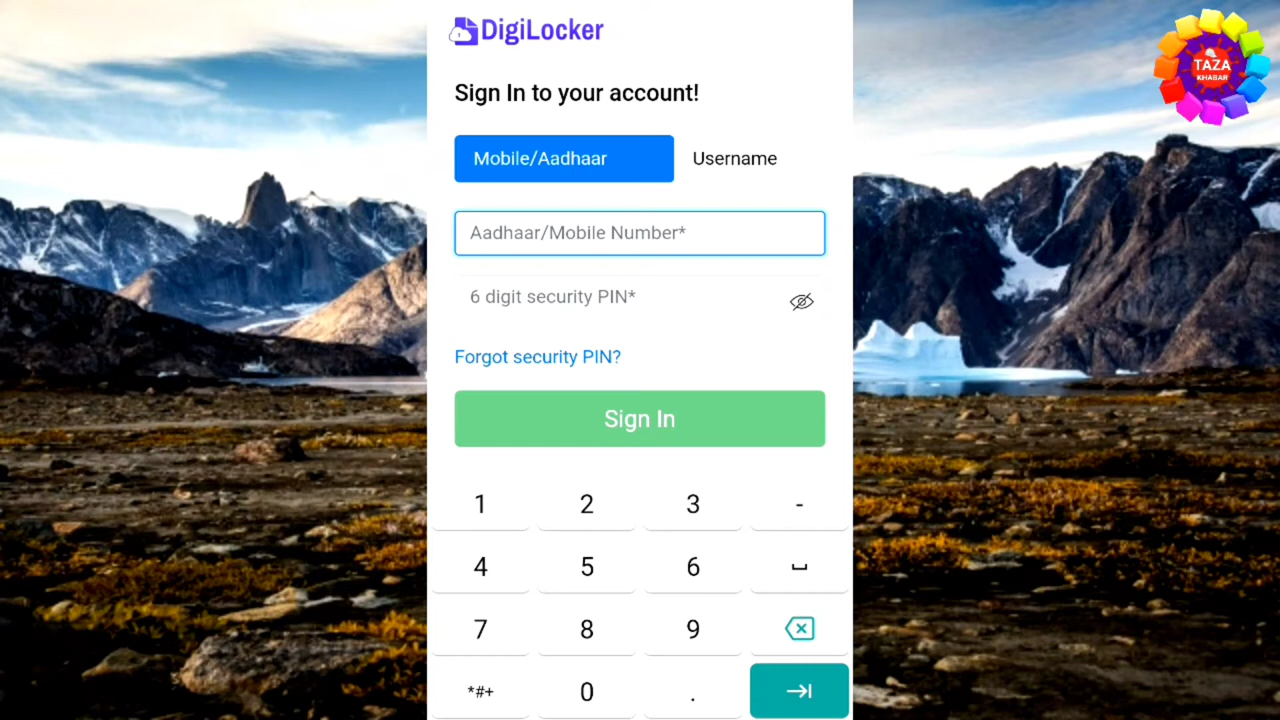 DigiLocker
TAZA
KHABAR
Sign In to your account!
Mobile/Aadhaar Username
Aadhaar/Mobile Number*
6 digit security PIN*
Forgot security PIN?
Sign In
1 2 3 -
4 5 6
7 8 9
*#+ 0 .